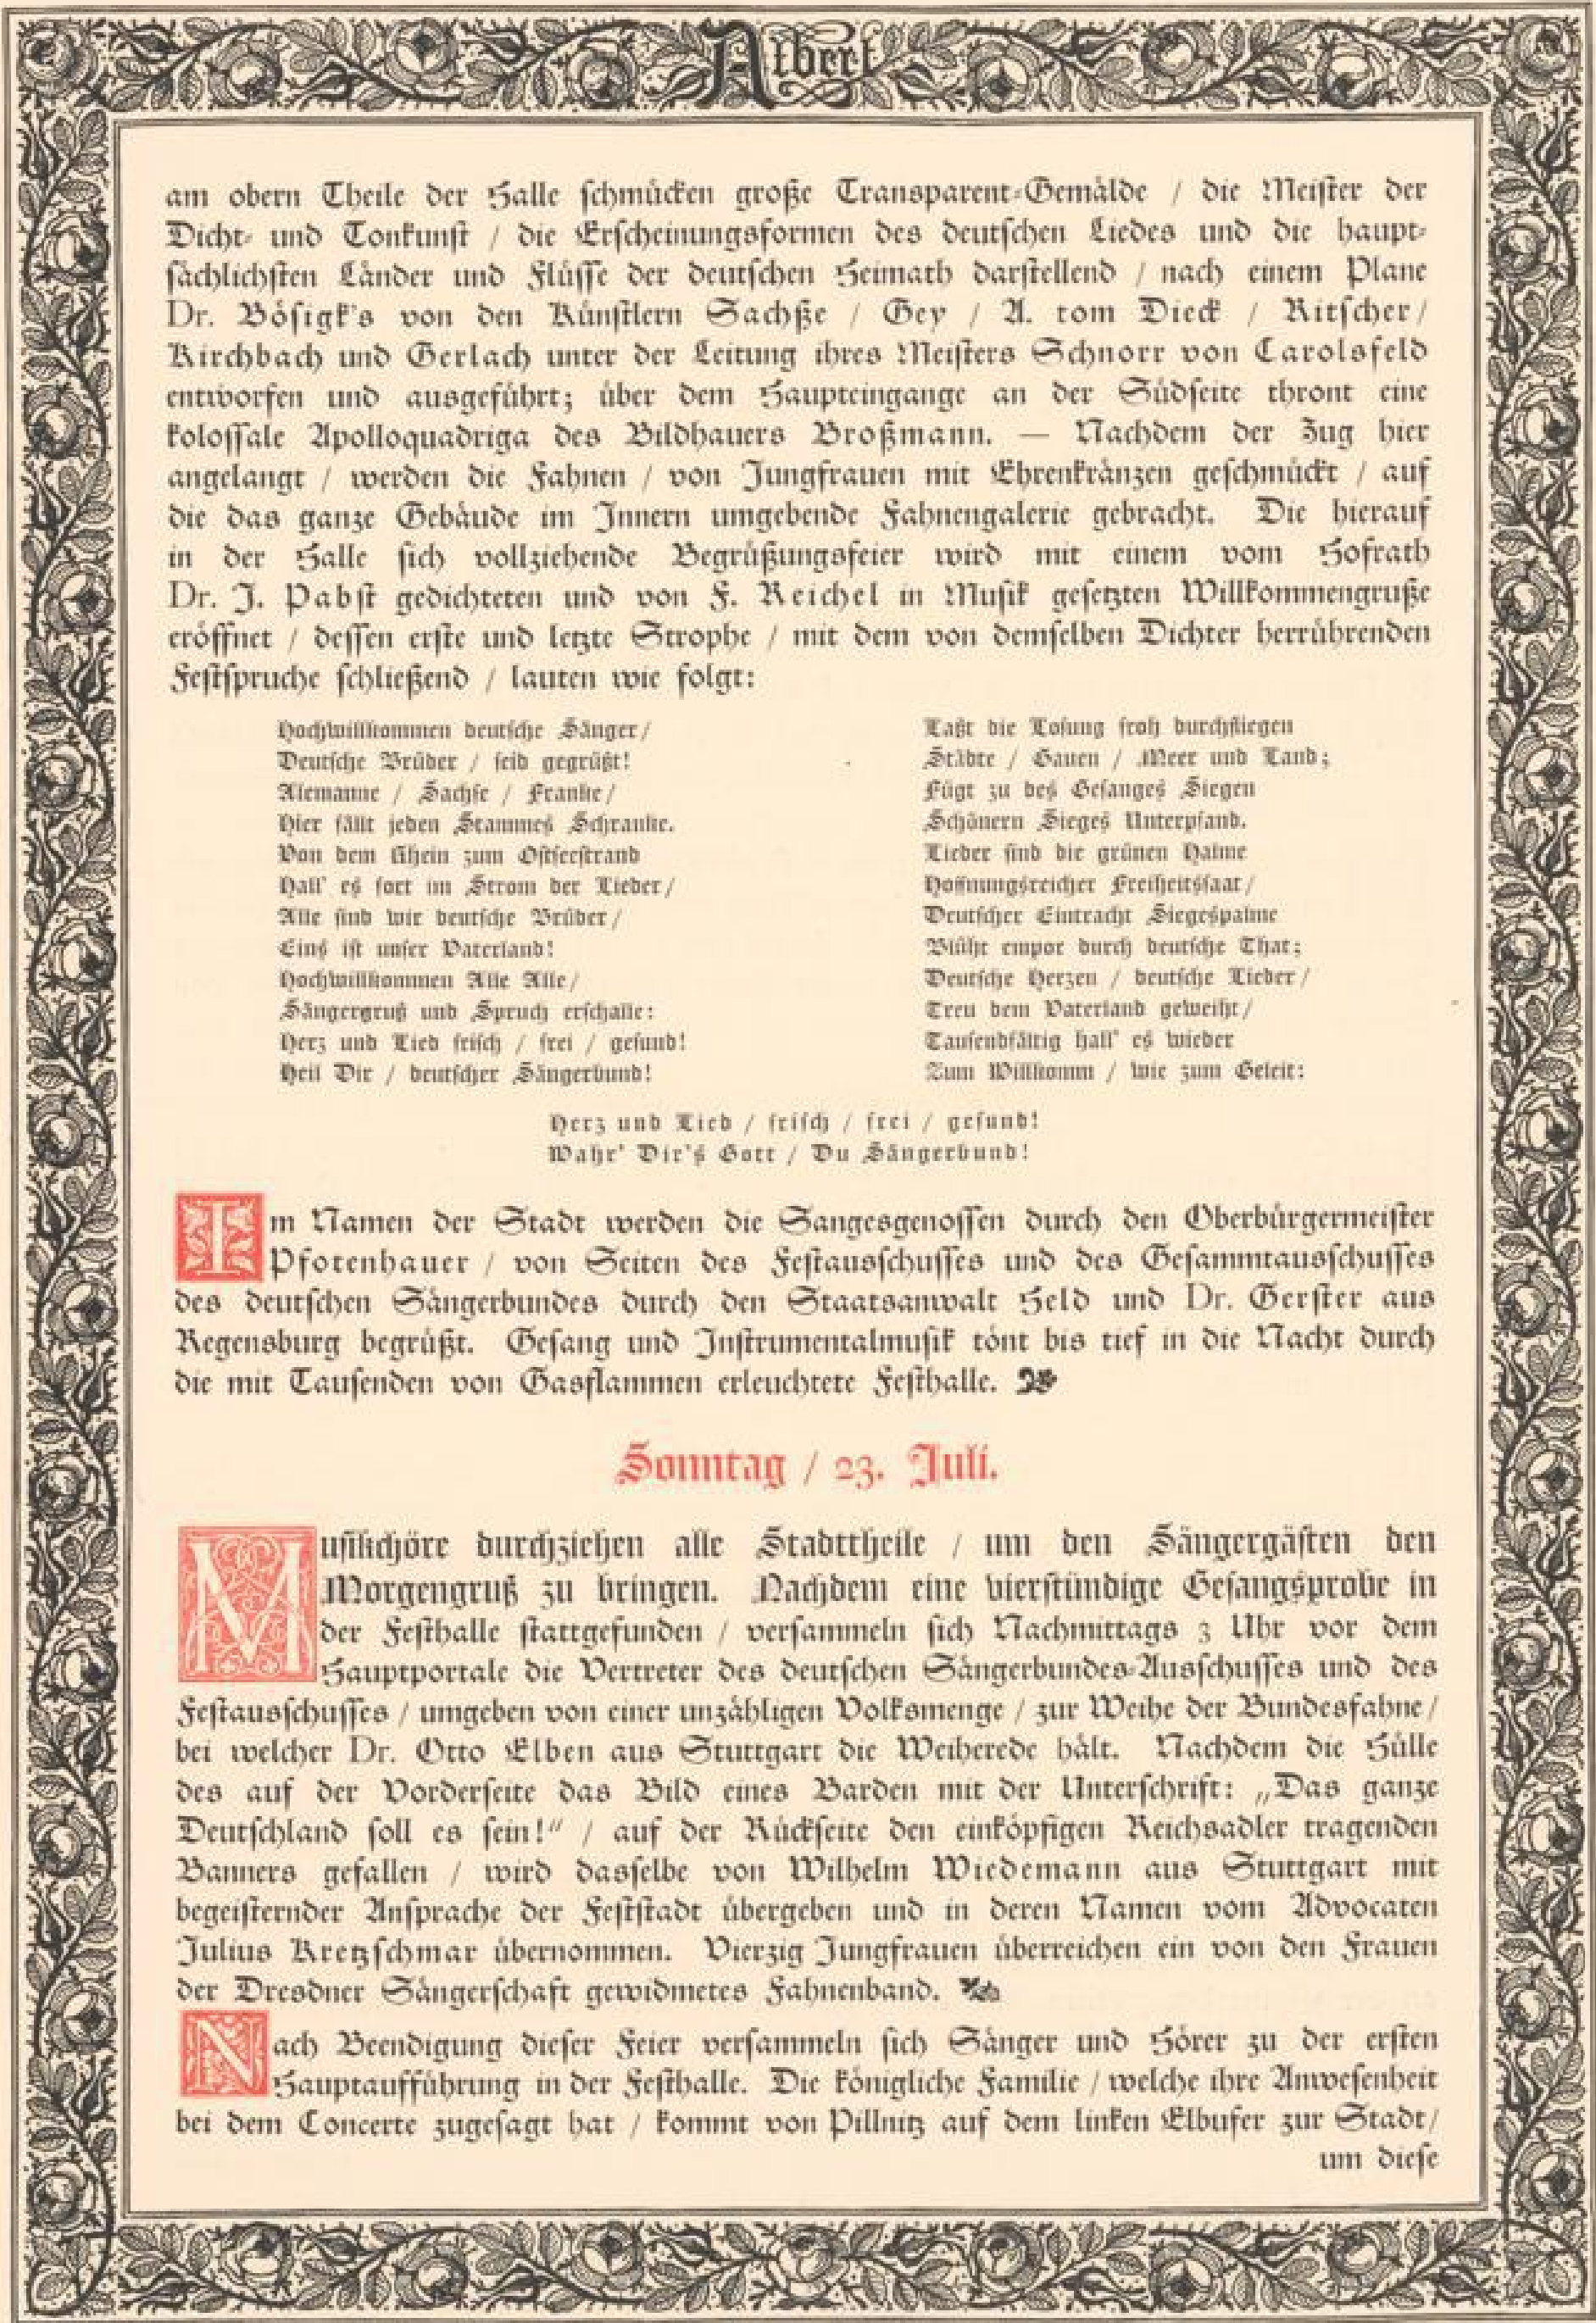 Albert
am obern Theile der Halle schmücken große Transparent-Gemälde / die Meister der
Dicht- und Tonkunst / die Erscheinungsformen des deutschen Liedes und die haupt-
sächlichsten Länder und Flüsse der deutschen Heimath darstellend / nach einem Plane
Dr. Bösigk's von den Künstlern Sachße / Gey / A. tom Dieck / Ritscher /
Kirchbach und Gerlach unter der Leitung ihres Meisters Schnorr von Carolsfeld
entworfen und ausgeführt; über dem Haupteingange an der Südseite thront eine
kolossale Apolloquadriga des Bildhauers Broßmann. — Nachdem der Zug hier
angelangt / werden die Fahnen / von Jungfrauen mit Ehrenkränzen geschmückt / auf
die das ganze Gebäude im Innern umgebende Fahnengalerie gebracht. Die hierauf
in der Halle sich vollziehende Begrüßungsfeier wird mit einem vom Hofrath
Dr. J. Pabst gedichteten und von F. Reichel in Musik gesetzten Willkommengruße
eröffnet / dessen erste und letzte Strophe / mit dem von demselben Dichter herrührenden
Festspruche schließend / lauten wie folgt:
Hochwillkommen deutsche Sänger /
Deutsche Brüder / seid gegrüßt!
Alemanne / Sachse / Franke /
Hier fällt jeden Stammes Schranke.
Von dem Rhein zum Ostseestrand
Hall' es fort im Strom der Lieder /
Alle sind wir deutsche Brüder /
Eins ist unser Vaterland!
Hochwillkommen Alle Alle /
Sängergruß und Spruch erschalle:
Herz und Lied frisch / frei / gesund!
Heil Dir / deutscher Sängerbund!
Laßt die Losung froh durchfliegen
Städte / Gauen / Meer und Land;
Fügt zu des Gesanges Siegen
Schönern Sieges Unterpfand.
Lieder sind die grünen Halme
Hoffnungsreicher Freiheitssaat /
Deutscher Eintracht Siegespalme
Blüht empor durch deutsche That;
Deutsche Herzen / deutsche Lieder /
Treu dem Vaterland geweiht /
Tausendfältig hall' es wieder
Zum Willkomm / wie zum Geleit:
Herz und Lied / frisch / frei / gesund!
Wahr' Dir's Gott / Du Sängerbund!
Im Namen der Stadt werden die Sangesgenossen durch den Oberbürgermeister
Pfotenhauer / von Seiten des Festausschusses und des Gesammtausschusses
des deutschen Sängerbundes durch den Staatsanwalt Held und Dr. Gerster aus
Regensburg begrüßt. Gesang und Instrumentalmusik tönt bis tief in die Nacht durch
die mit Tausenden von Gasflammen erleuchtete Festhalle.
Sonntag / 23. Juli.
Musikchöre durchziehen alle Stadttheile / um den Sängergästen den
Morgengruß zu bringen. Nachdem eine vierstündige Gesangsprobe in
der Festhalle stattgefunden / versammeln sich Nachmittags 3 Uhr vor dem
Hauptportale die Vertreter des deutschen Sängerbundes-Ausschusses und des
Festausschusses / umgeben von einer unzähligen Volksmenge / zur Weihe der Bundesfahne /
bei welcher Dr. Otto Elben aus Stuttgart die Weiherede hält. Nachdem die Hülle
des auf der Vorderseite das Bild eines Barden mit der Unterschrift: „Das ganze
Deutschland soll es sein!“ / auf der Rückseite den einköpfigen Reichsadler tragenden
Banners gefallen / wird dasselbe von Wilhelm Wiedemann aus Stuttgart mit
begeisternder Ansprache der Feststadt übergeben und in deren Namen vom Advocaten
Julius Kretzschmar übernommen. Vierzig Jungfrauen überreichen ein von den Frauen
der Dresdner Sängerschaft gewidmetes Fahnenband.
Nach Beendigung dieser Feier versammeln sich Sänger und Hörer zu der ersten
Hauptaufführung in der Festhalle. Die königliche Familie / welche ihre Anwesenheit
bei dem Concerte zugesagt hat / kommt von Pillnitz auf dem linken Elbufer zur Stadt /
um diese